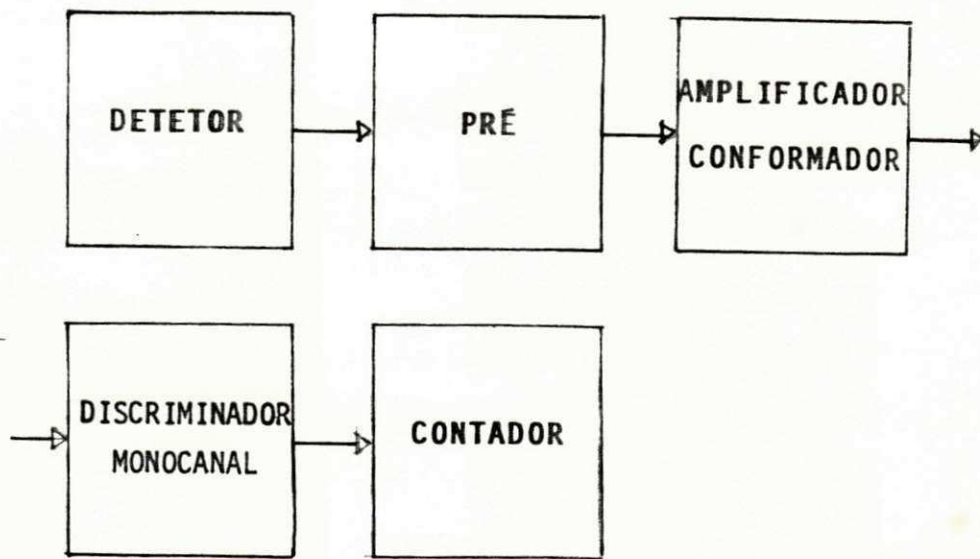 DETETOR
PRÉ
AMPLIFICADOR
CONFORMADOR
DISCRIMINADOR
MONOCANAL
CONTADOR